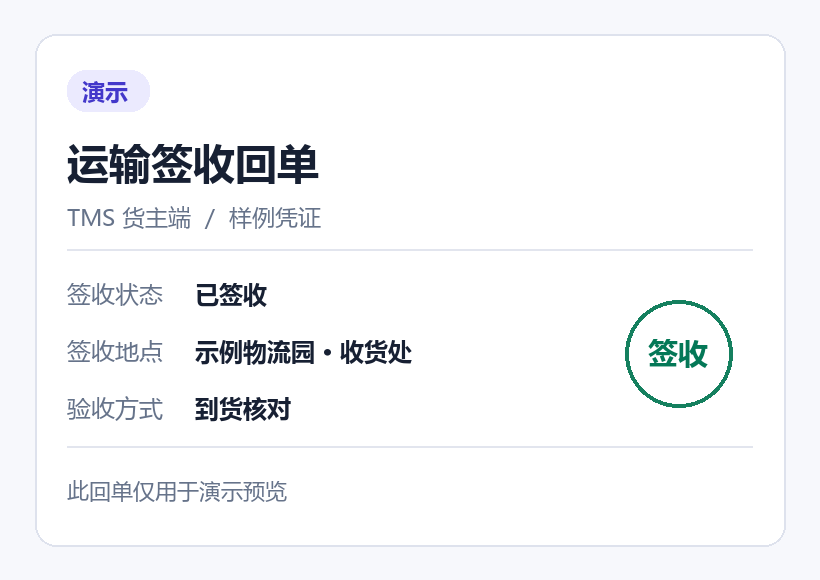 演示
运输签收回单
TMS 货主端 / 样例凭证
签收状态 已签收
签收地点 示例物流园·收货处
签收
验收方式 到货核对
此回单仅用于演示预览